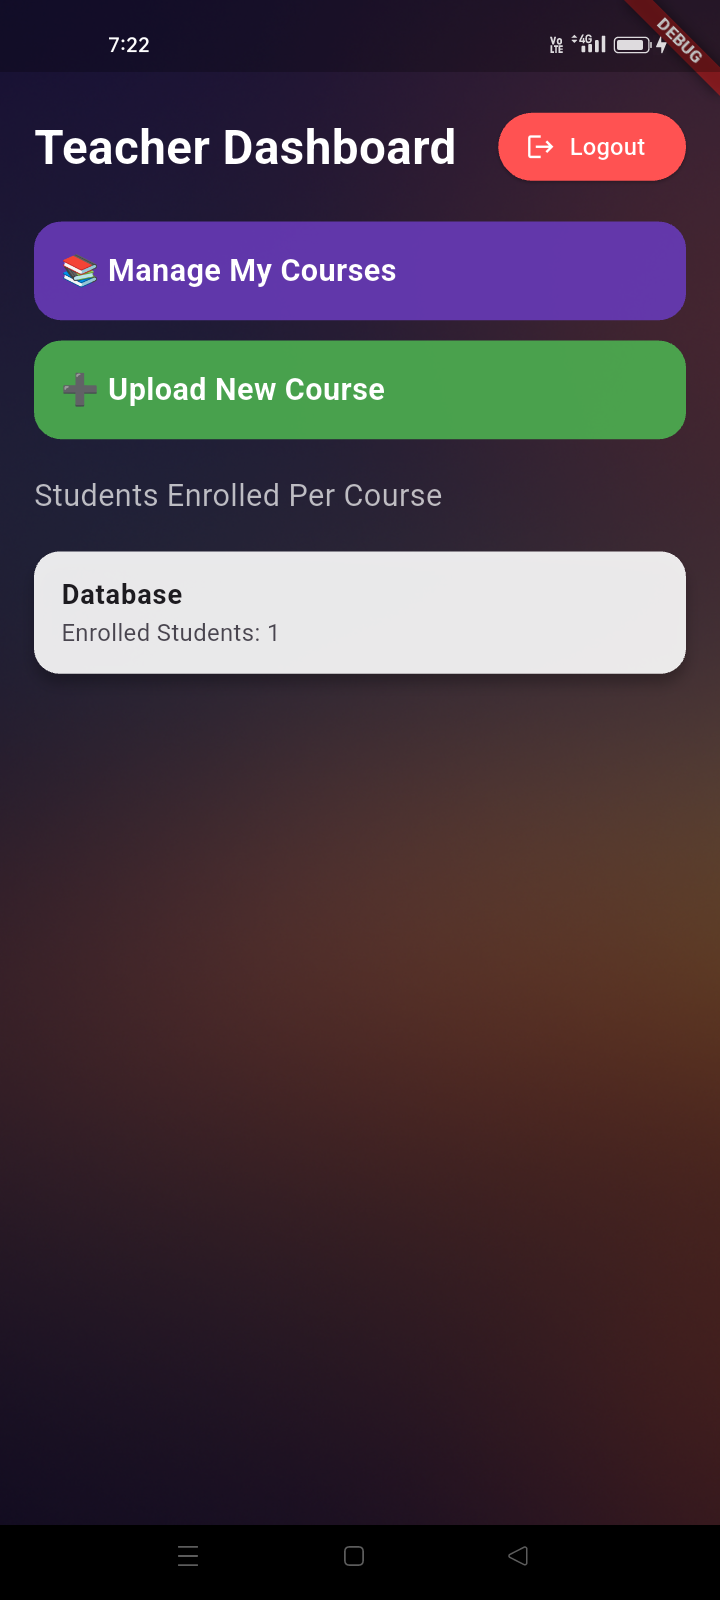 7:22
Vo LTE 4G
DEBUG
Teacher Dashboard
Logout
📚 Manage My Courses
➕ Upload New Course
Students Enrolled Per Course
Database
Enrolled Students: 1